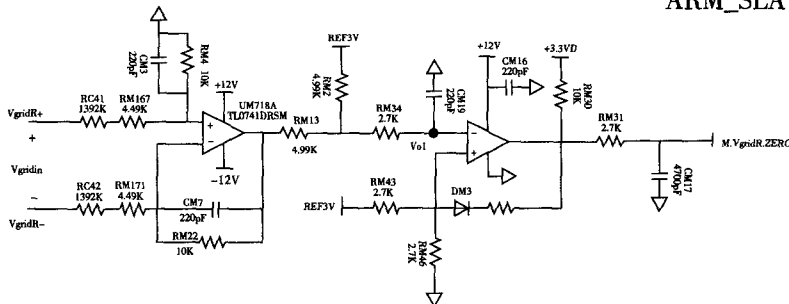 ARM_SLA
CM3
220pF
RM4
10K
REF3V
+12V
CM16
220pF
+3.3VD
RM30
10K
RM2
4.99K
CM19
220pF
+12V
UM718A
TL0741DRSM
VgridR+
RC41
1392K
RM167
4.49K
RM13
4.99K
RM34
2.7K
Vo1
RM31
2.7K
M.VgridR.ZERO
+
Vgridin
−
−12V
CM17
4700pF
VgridR−
RC42
1392K
RM171
4.49K
CM7
220pF
RM22
10K
RM43
2.7K
REF3V
DM3
RM46
2.7K